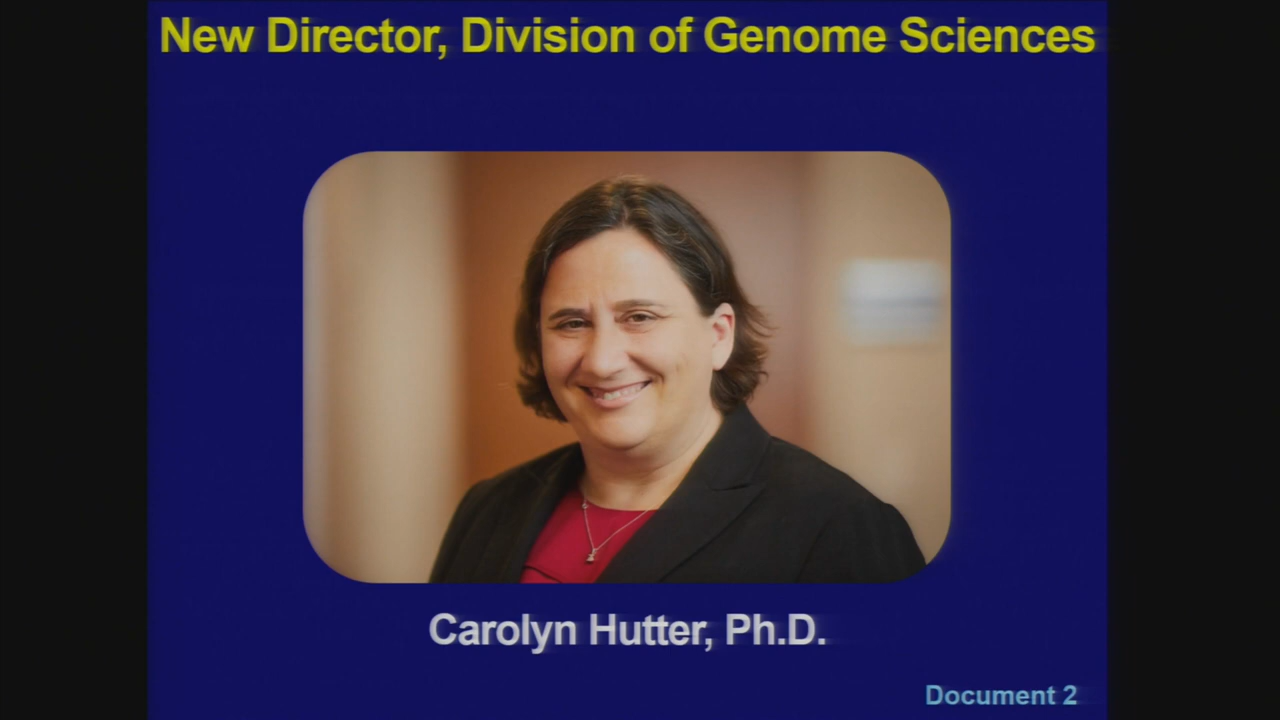 New Director, Division of Genome Sciences
Carolyn Hutter, Ph.D.
Document 2